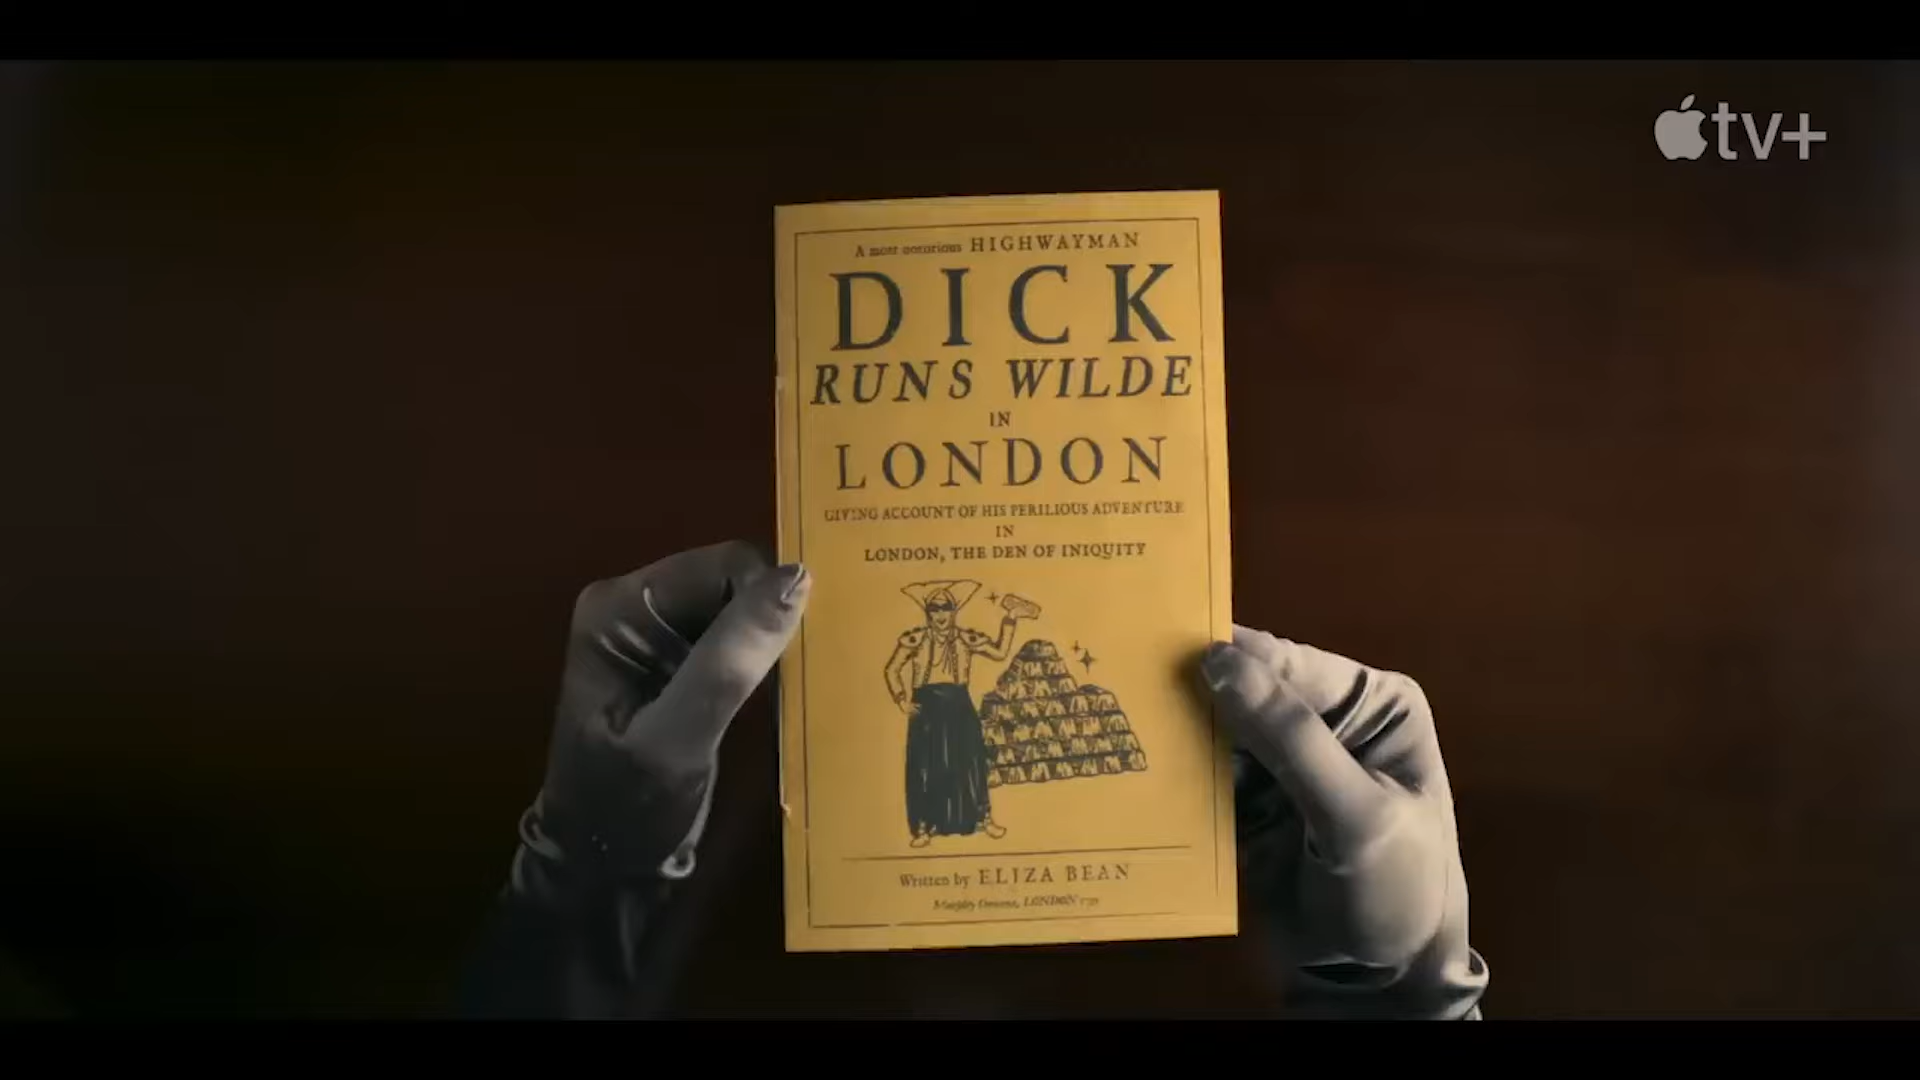 tv+
A most notorious HIGHWAYMAN
DICK
RUNS WILDE
IN
LONDON
GIVING ACCOUNT OF HIS PERILIOUS ADVENTURE
IN
LONDON, THE DEN OF INIQUITY
Written by ELIZA BEAN
LONDON